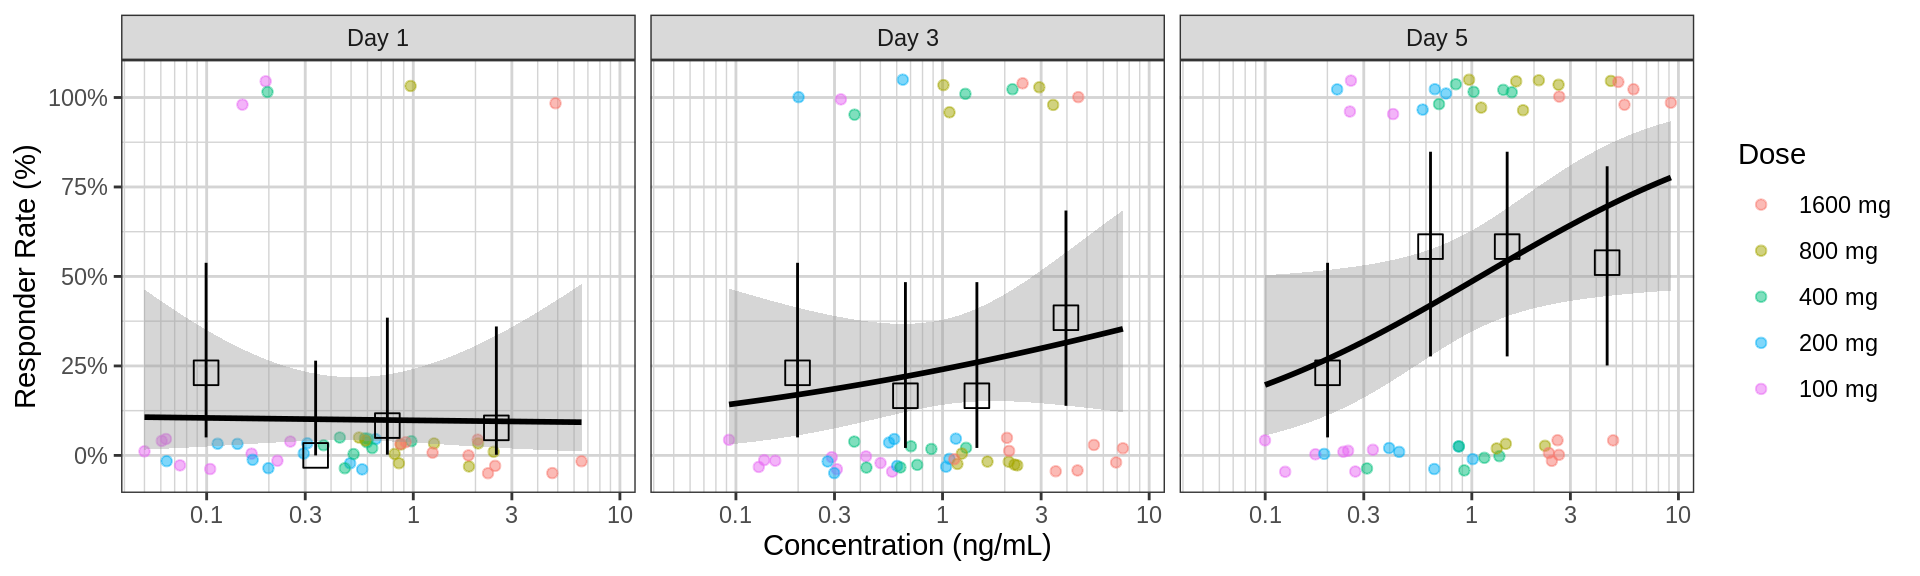 Day 1
Day 3
Day 5
Responder Rate (%)
100%
75%
50%
25%
0%
0.1
0.3
1
3
10
0.1
0.3
1
3
10
0.1
0.3
1
3
10
Concentration (ng/mL)
Dose
1600 mg
800 mg
400 mg
200 mg
100 mg